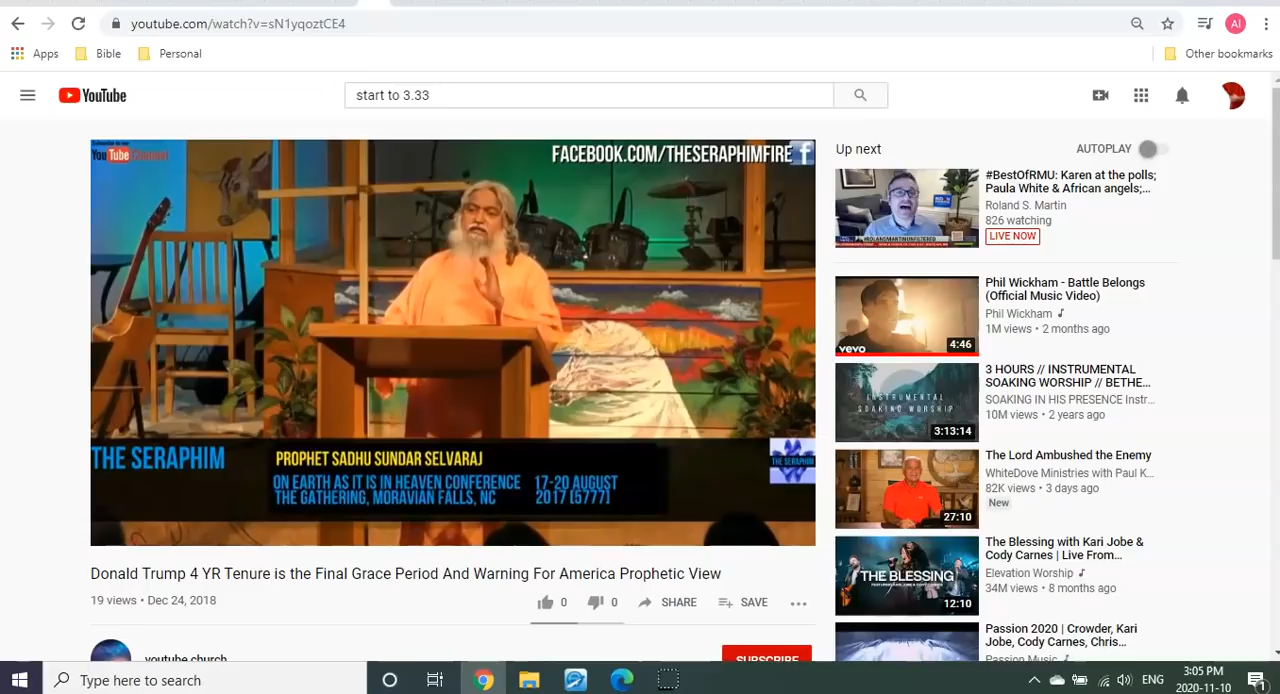 youtube.com/watch?v=sN1yqoztCE4
AI
Apps Bible Personal
Other bookmarks
YouTube
start to 3.33
FACEBOOK.COM/THESERAPHIMFIRE f
You Tube
THE SERAPHIM
PROPHET SADHU SUNDAR SELVARAJ
ON EARTH AS IT IS IN HEAVEN CONFERENCE 17-20 AUGUST
THE GATHERING, MORAVIAN FALLS, NC 2017 (5777)
THE SERAPHIM
Donald Trump 4 YR Tenure is the Final Grace Period And Warning For America Prophetic View
19 views • Dec 24, 2018
0 0 SHARE SAVE
youtube church
SUBSCRIBE
Up next
AUTOPLAY
#BestOfRMU: Karen at the polls;
Paula White & African angels;...
Roland S. Martin
826 watching
LIVE NOW
Phil Wickham - Battle Belongs
(Official Music Video)
Phil Wickham
1M views • 2 months ago
vevo
4:46
3 HOURS // INSTRUMENTAL
SOAKING WORSHIP // BETHE...
SOAKING IN HIS PRESENCE Instr...
10M views • 2 years ago
INSTRUMENTAL
SOAKING WORSHIP
3:13:14
The Lord Ambushed the Enemy
WhiteDove Ministries with Paul K...
82K views • 3 days ago
New
27:10
The Blessing with Kari Jobe &
Cody Carnes | Live From...
Elevation Worship
34M views • 8 months ago
THE BLESSING
12:10
Passion 2020 | Crowder, Kari
Jobe, Cody Carnes, Chris...
Passion Music
Type here to search
ENG
3:05 PM
2020-11-10
1